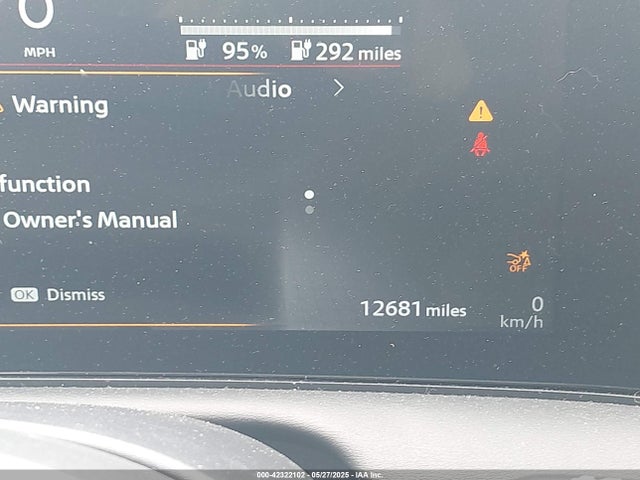 0
MPH
95% 292 miles
Audio
Warning
function
Owner's Manual
OFF
OK Dismiss
12681 miles
0
km/h
000-42322102 - 05/27/2025 - IAA Inc.